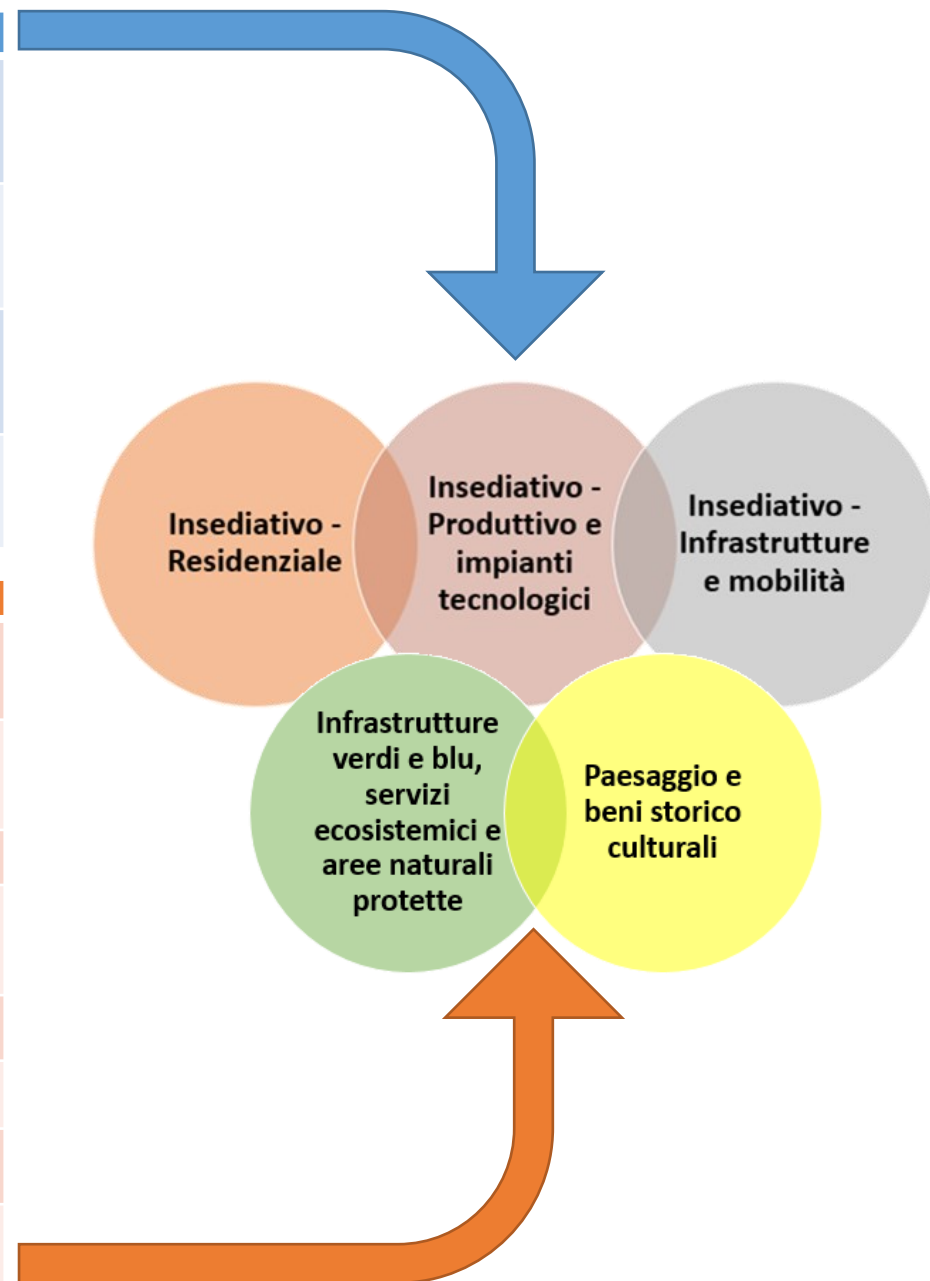 Insediativo -
Residenziale
Insediativo -
Produttivo e
impianti
tecnologici
Insediativo -
Infrastrutture
e mobilità
Infrastrutture
verdi e blu,
servizi
ecosistemici e
aree naturali
protette
Paesaggio e
beni storico
culturali